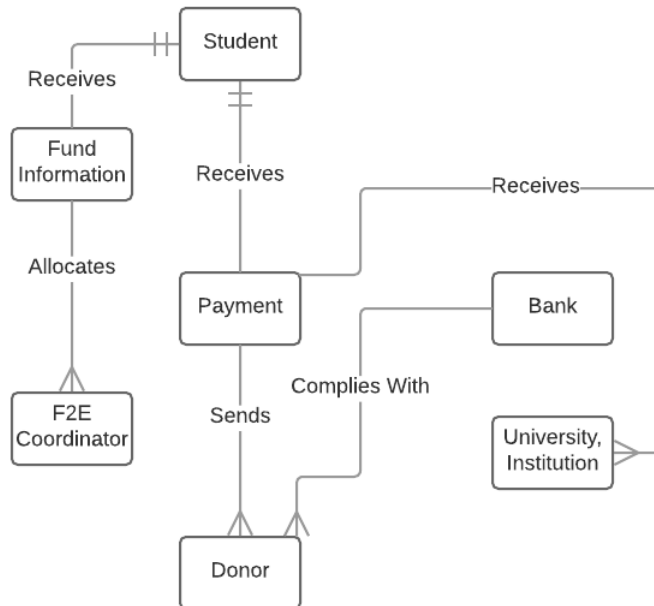 Student
Receives
Fund
Information
Receives
Receives
Allocates
Payment
Bank
Complies With
Sends
F2E
Coordinator
University,
Institution
Donor